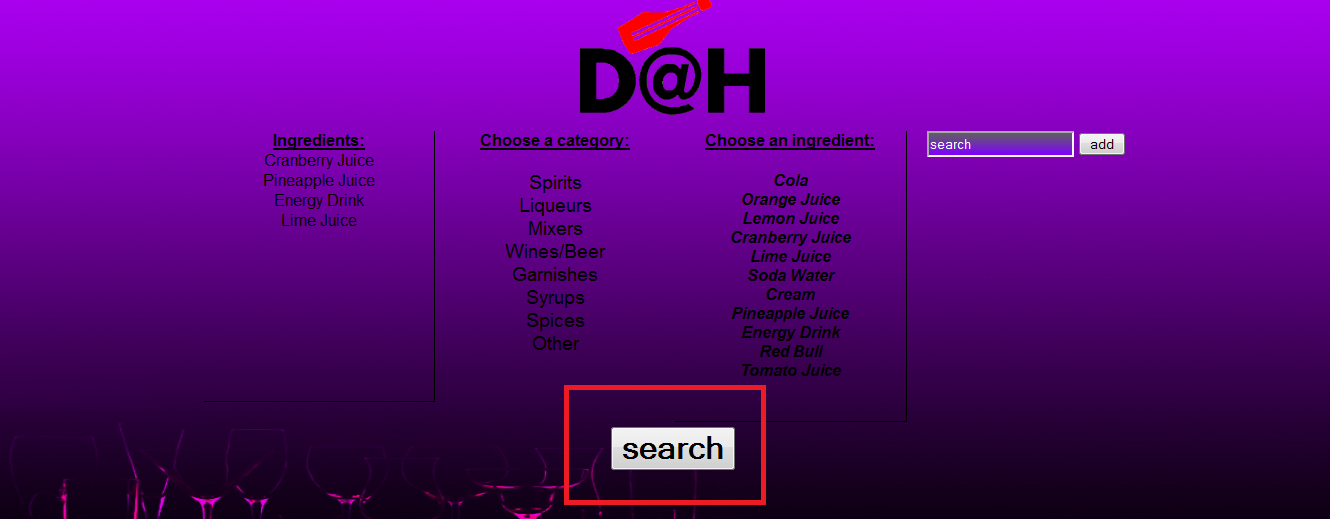 D@H
Ingredients:
Cranberry Juice
Pineapple Juice
Energy Drink
Lime Juice
Choose a category:
Spirits
Liqueurs
Mixers
Wines/Beer
Garnishes
Syrups
Spices
Other
Choose an ingredient:
Cola
Orange Juice
Lemon Juice
Cranberry Juice
Lime Juice
Soda Water
Cream
Pineapple Juice
Energy Drink
Red Bull
Tomato Juice
search add
search